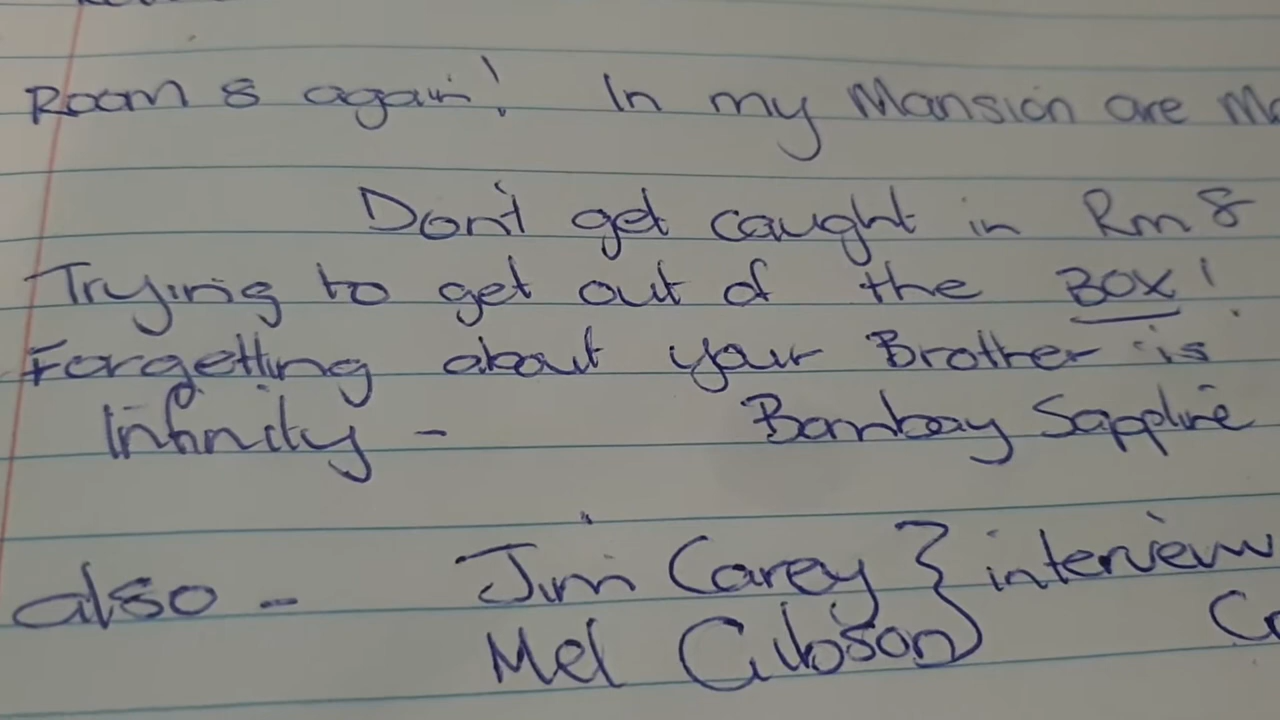 Room 8 again! In my Mansion are
Don't get caught in Rm 8
Trying to get out of the BOX!
Forgetting about your Brother is
Infinity - Bombay Sapphire
also - Jim Carey } interview
Mel Gibson